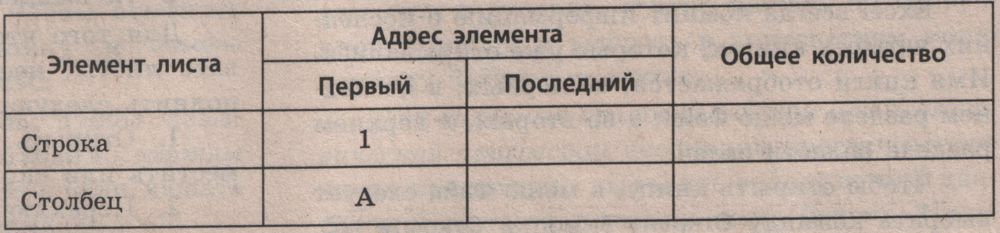 Элемент листа
Адрес элемента
Общее количество
Первый
Последний
Строка
1
Столбец
А